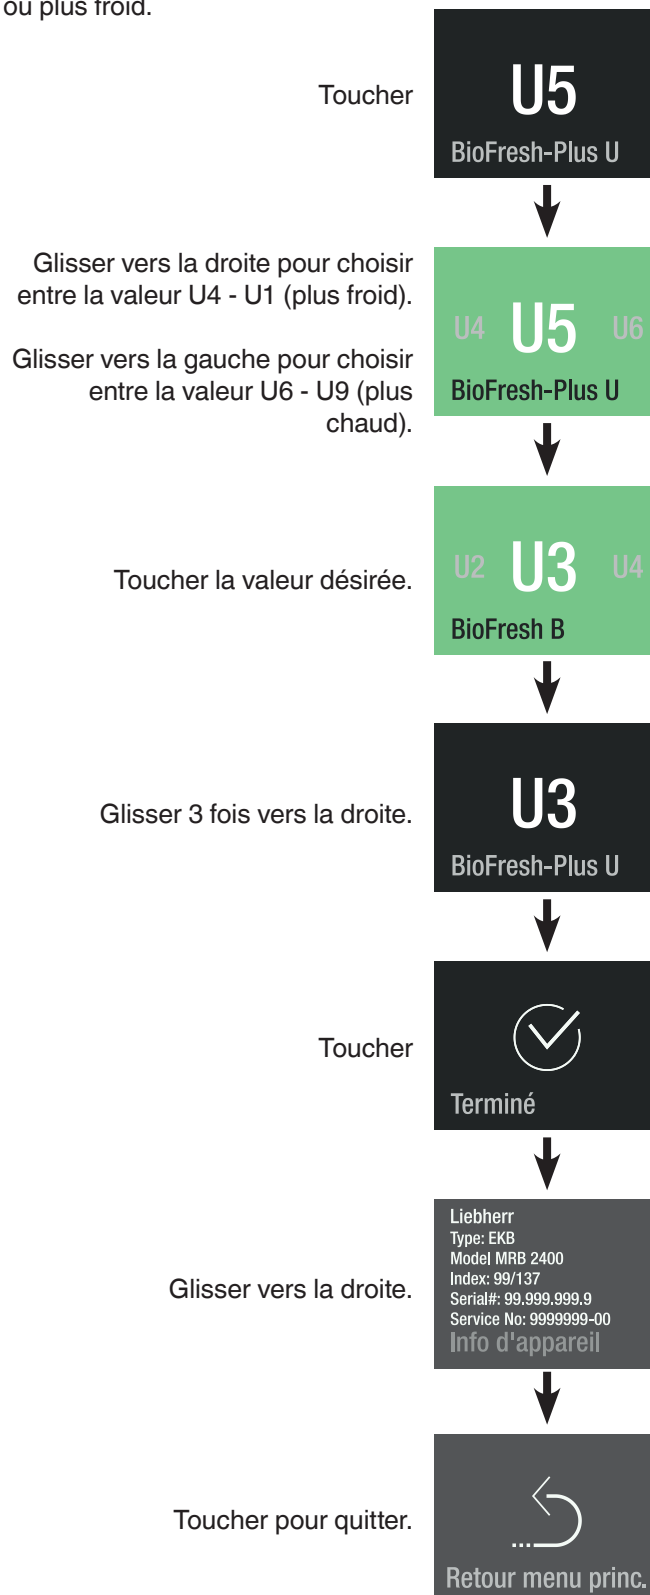 ou plus froid.
Toucher
U5
BioFresh-Plus U
Glisser vers la droite pour choisir
entre la valeur U4 - U1 (plus froid).
Glisser vers la gauche pour choisir
entre la valeur U6 - U9 (plus
chaud).
U4 U5 U6
BioFresh-Plus U
Toucher la valeur désirée.
U2 U3 U4
BioFresh B
Glisser 3 fois vers la droite.
U3
BioFresh-Plus U
Toucher
Terminé
Glisser vers la droite.
Liebherr
Type: EKB
Model MRB 2400
Index: 99/137
Serial#: 99.999.999.9
Service No: 9999999-00
Info d'appareil
Toucher pour quitter.
Retour menu princ.